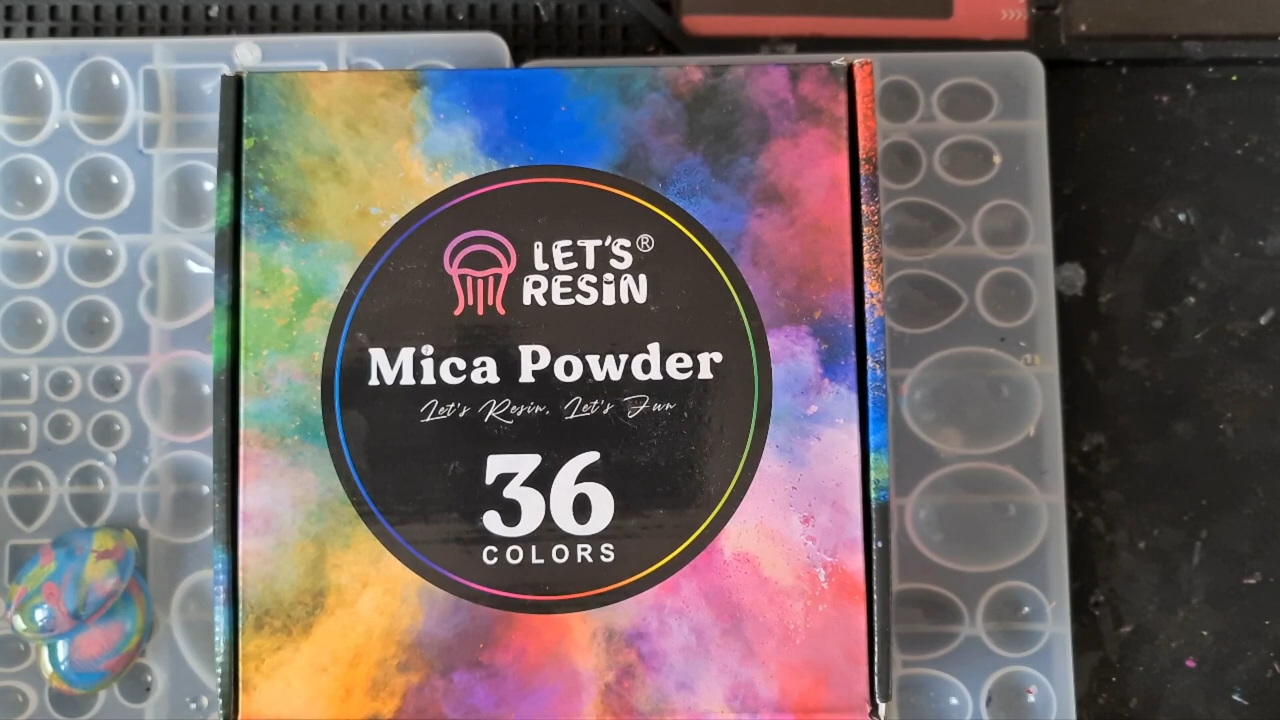 LET'S®
RESIN
Mica Powder
Let's Resin, Let's Fun
36
COLORS